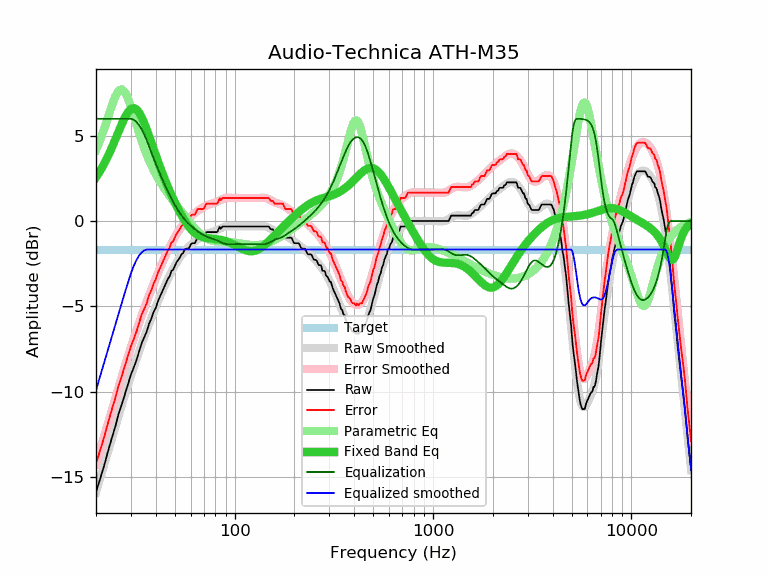 Audio-Technica ATH-M35
5
0
−5
−10
−15
Amplitude (dBr)
Target
Raw Smoothed
Error Smoothed
Raw
Error
Parametric Eq
Fixed Band Eq
Equalization
Equalized smoothed
100
1000
10000
Frequency (Hz)